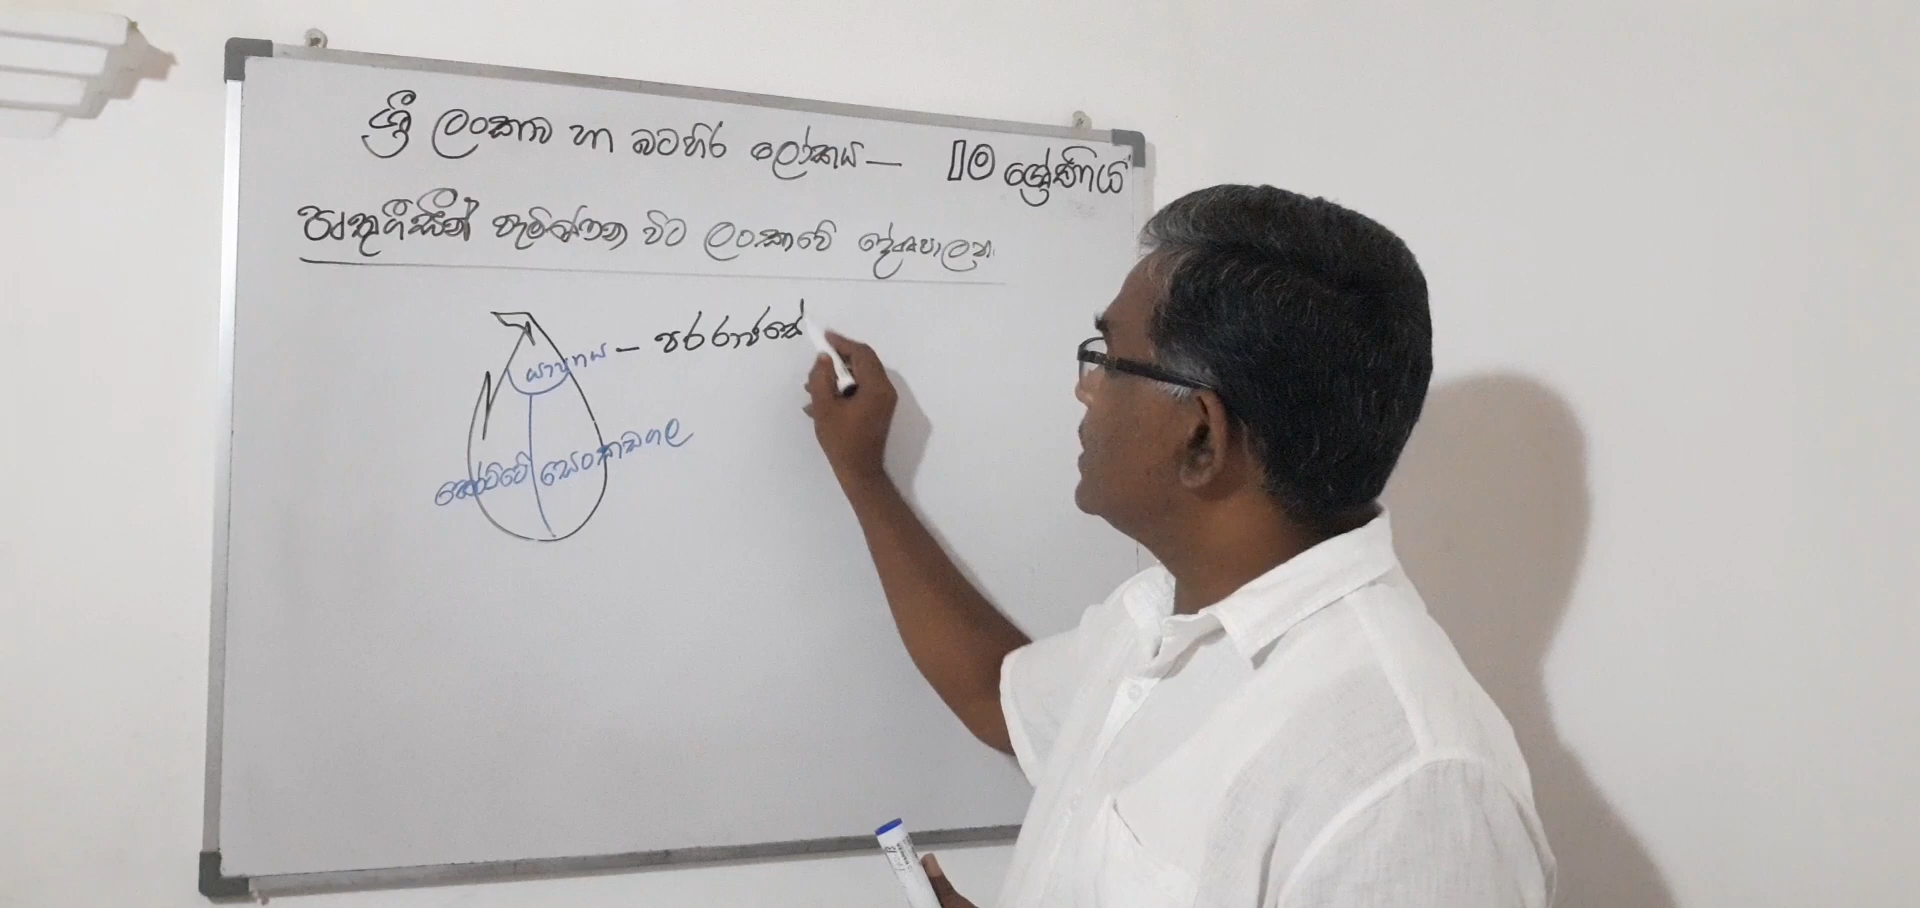 ශ්‍රී ලංකාව හා බටහිර ලෝකය — 10 ශ්‍රේණිය
පෘතුගීසීන් පැමිණෙන විට ලංකාවේ දේශපාලන
යාපනය — පරරාජසේ
කෝට්ටේ සෙංකඩගල